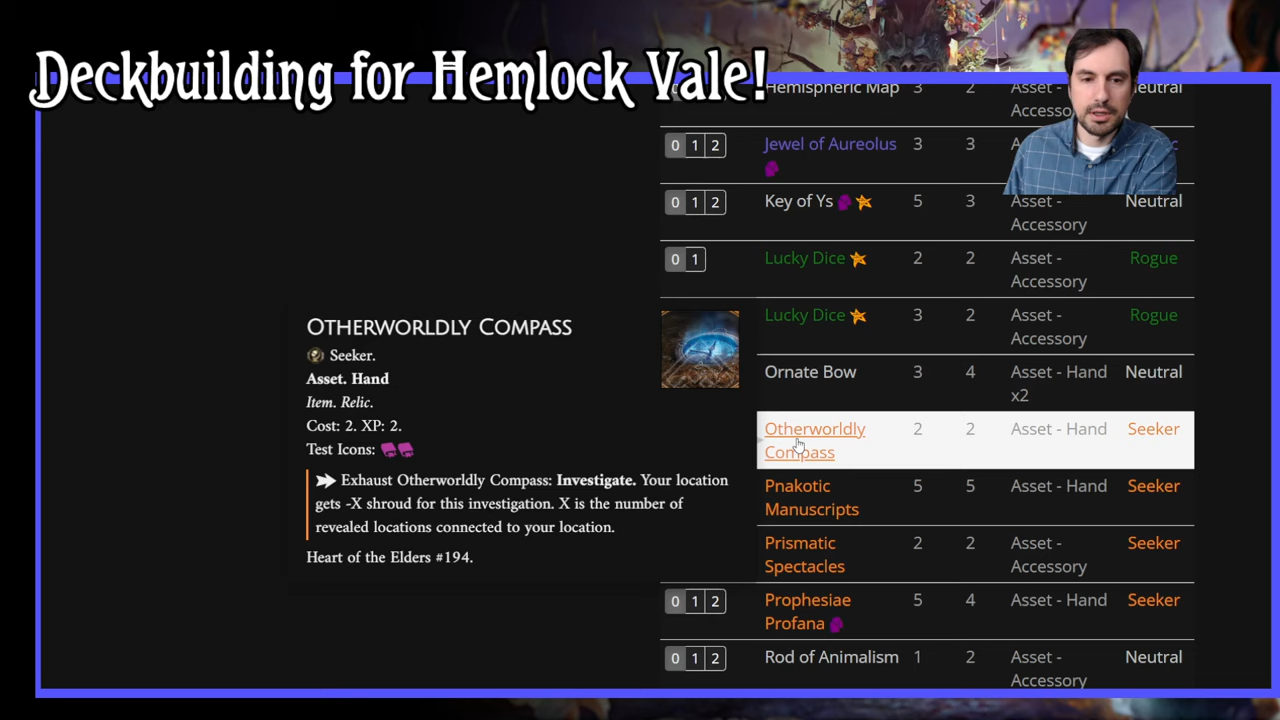 Deckbuilding for Hemlock Vale!
Hemispheric Map 3 2 Asset - Neutral
Accesso
0 1 2 Jewel of Aureolus 3 3
0 1 2 Key of Ys 5 3 Asset - Neutral
Accessory
0 1 Lucky Dice 2 2 Asset - Rogue
Accessory
Lucky Dice 3 2 Asset - Rogue
Accessory
Ornate Bow 3 4 Asset - Hand Neutral
x2
Otherworldly 2 2 Asset - Hand Seeker
Compass
Pnakotic 5 5 Asset - Hand Seeker
Manuscripts
Prismatic 2 2 Asset - Seeker
Spectacles Accessory
0 1 2 Prophesiae 5 4 Asset - Hand Seeker
Profana
0 1 2 Rod of Animalism 1 2 Asset - Neutral
Accessory
Otherworldly Compass
Seeker.
Asset. Hand
Item. Relic.
Cost: 2. XP: 2.
Test Icons:
Exhaust Otherworldly Compass: Investigate. Your location
gets -X shroud for this investigation. X is the number of
revealed locations connected to your location.
Heart of the Elders #194.